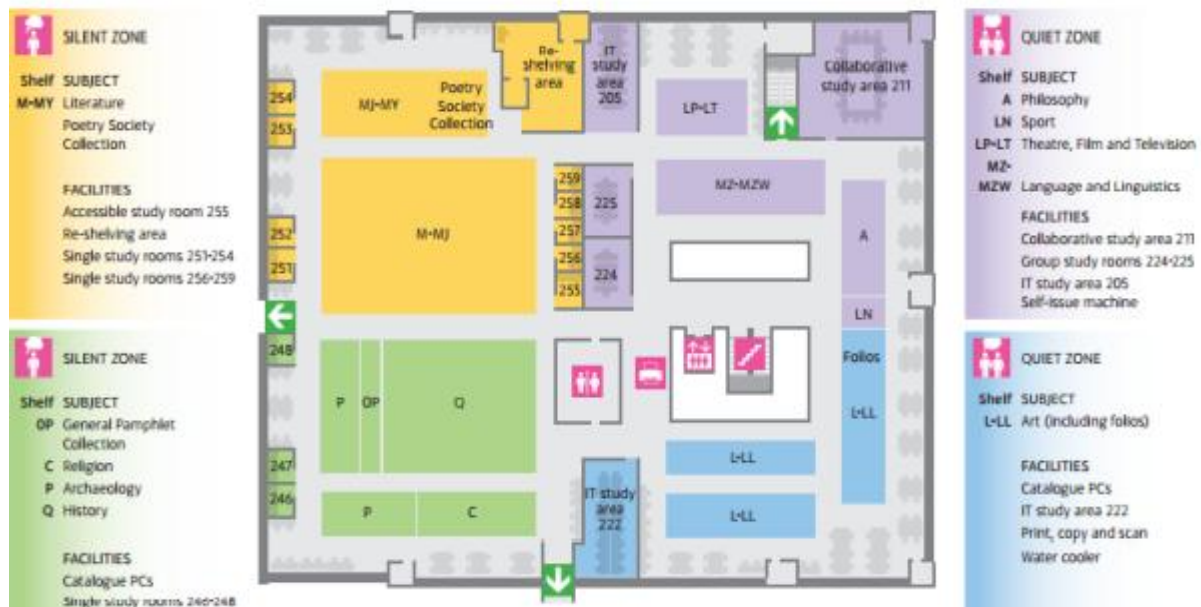 SILENT ZONE
Shelf SUBJECT
M-MY Literature
Poetry Society
Collection
FACILITIES
Accessible study room 255
Re-shelving area
Single study rooms 251-254
Single study rooms 256-259
SILENT ZONE
Shelf SUBJECT
OP General Pamphlet
Collection
C Religion
P Archaeology
Q History
FACILITIES
Catalogue PCs
Single study rooms 246-248
254
253
MJ-MY
Poetry
Society
Collection
Re-
shelving
area
IT
study
area
205
LP-LT
Collaborative
study area 211
252
251
M-MJ
259
258
257
256
255
225
224
MZ-MZW
A
LN
248
247
246
P
OP
Q
P
C
IT study
area
222
Folios
L-LL
L-LL
L-LL
QUIET ZONE
Shelf SUBJECT
A Philosophy
LN Sport
LP-LT Theatre, Film and Television
MZ-
MZW Language and Linguistics
FACILITIES
Collaborative study area 211
Group study rooms 224-225
IT study area 205
Self-issue machine
QUIET ZONE
Shelf SUBJECT
L-LL Art (including folios)
FACILITIES
Catalogue PCs
IT study area 222
Print, copy and scan
Water cooler